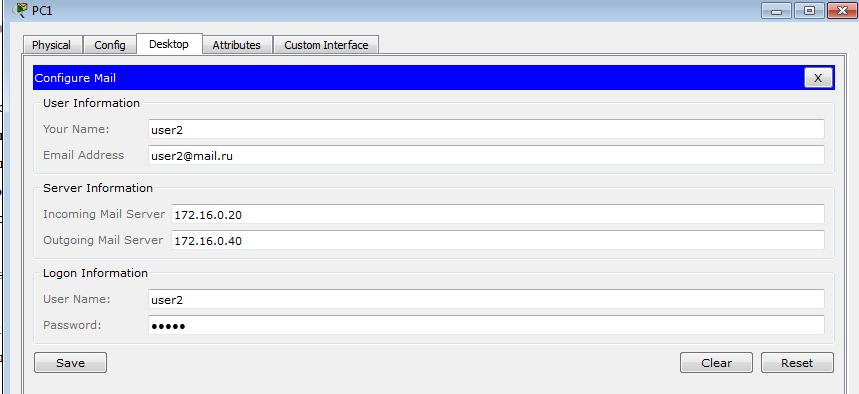 PC1
Physical Config Desktop Attributes Custom Interface
Configure Mail X
User Information
Your Name: user2
Email Address user2@mail.ru
Server Information
Incoming Mail Server 172.16.0.20
Outgoing Mail Server 172.16.0.40
Logon Information
User Name: user2
Password: •••••
Save Clear Reset